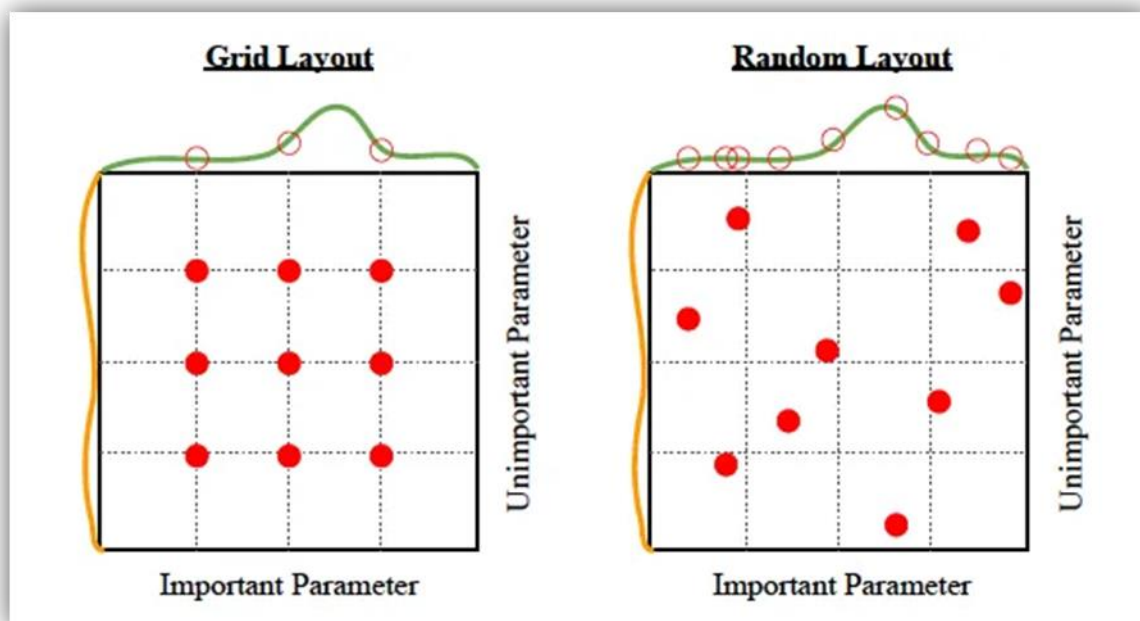 Grid Layout
Random Layout
Unimportant Parameter
Unimportant Parameter
Important Parameter
Important Parameter